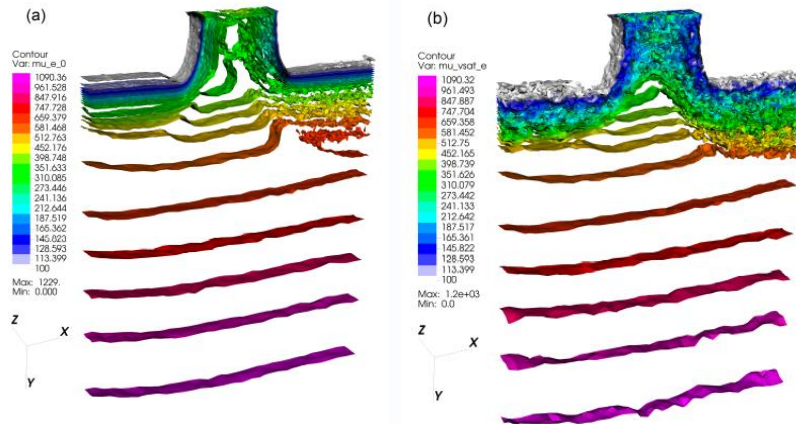 (a)
Contour
Var: mu_e_0
1090.36
961.528
847.916
747.728
659.379
581.468
512.763
452.176
398.748
351.633
310.085
273.446
241.136
212.644
187.519
165.362
145.823
128.593
113.399
100
Max: 1229.
Min: 0.000
Z
X
Y
(b)
Contour
Var: mu_vsat_e
1090.32
961.493
847.887
747.704
659.358
581.452
512.75
452.165
398.739
351.626
310.079
273.442
241.133
212.642
187.517
165.361
145.822
128.593
113.399
100
Max: 1.2e+03
Min: 0.0
Z
X
Y